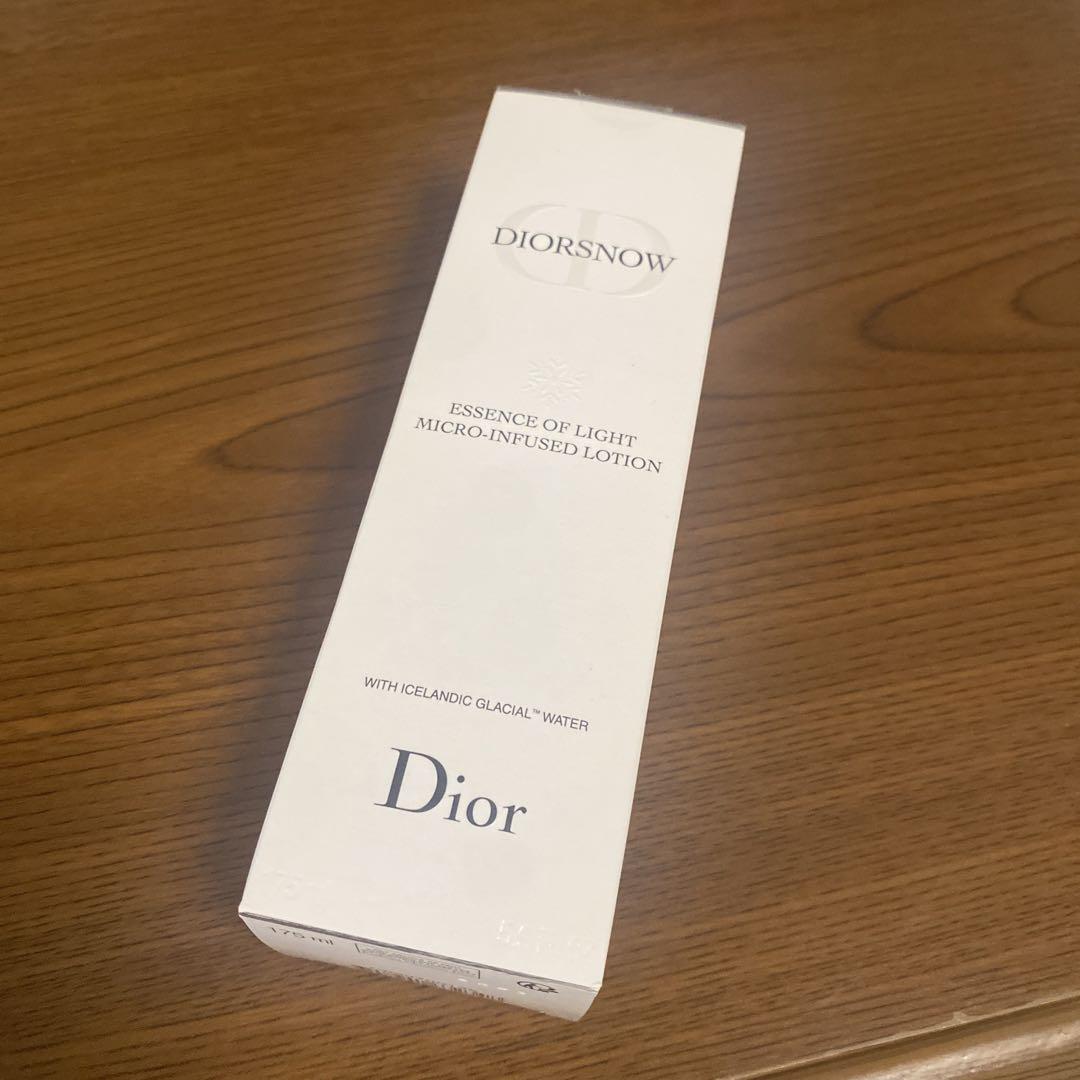 DIORSNOW
ESSENCE OF LIGHT
MICRO-INFUSED LOTION
WITH ICELANDIC GLACIAL™ WATER
Dior
175 ml